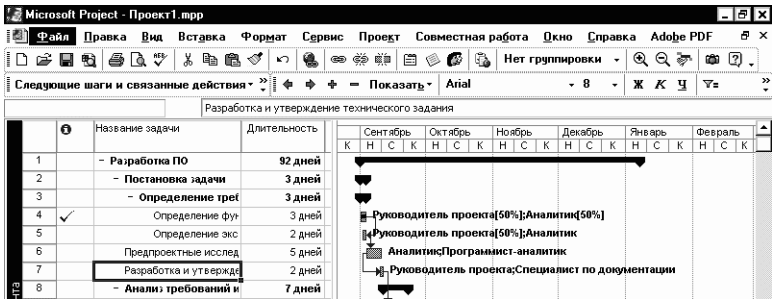 Microsoft Project - Проект1.mpp
Файл Правка Вид Вставка Формат Сервис Проект Совместная работа Окно Справка Adobe PDF
Нет группировки
Следующие шаги и связанные действия Показать Arial 8 Ж К Ч
Разработка и утверждение технического задания
Название задачи Длительность Сентябрь Октябрь Ноябрь Декабрь Январь Февраль
К Н С К Н С К Н С К Н С К Н С К Н С К
1 - Разработка ПО 92 дней
2 - Постановка задачи 3 дней
3 - Определение треб 3 дней
4 Определение фун 3 дней Руководитель проекта[50%];Аналитик[50%]
5 Определение экс 2 дней Руководитель проекта[50%];Аналитик
6 Предпроектные исслед 5 дней Аналитик;Программист-аналитик
7 Разработка и утвержде 2 дней Руководитель проекта;Специалист по документации
8 - Анализ требований и 7 дней